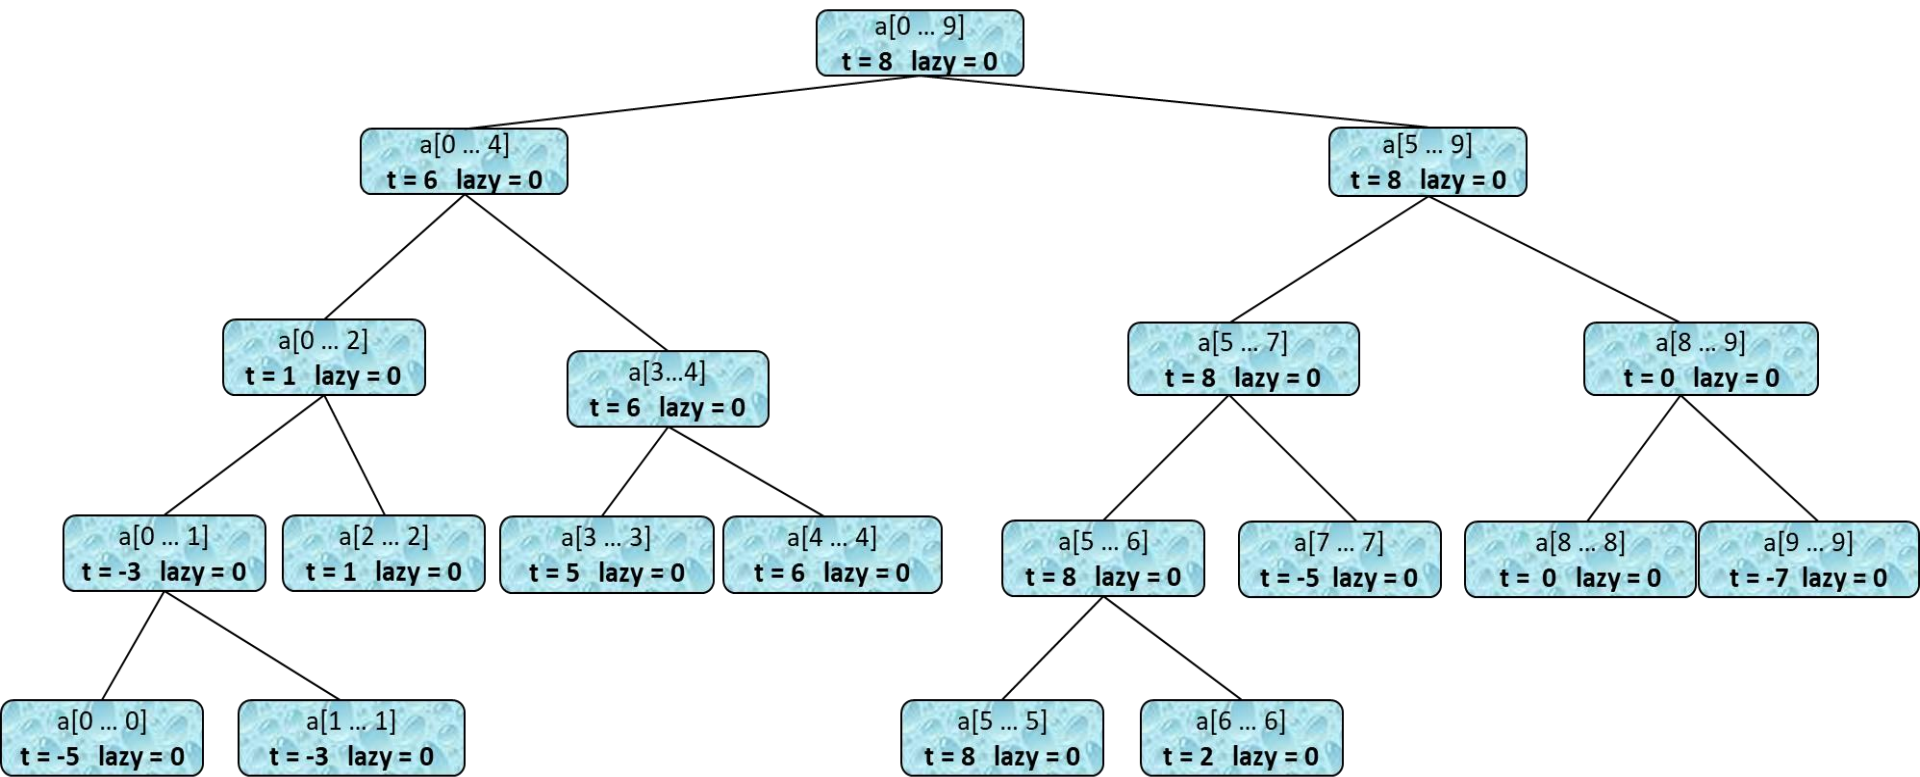 a[0 ... 9]
t = 8 lazy = 0
a[0 ... 4]
t = 6 lazy = 0
a[5 ... 9]
t = 8 lazy = 0
a[0 ... 2]
t = 1 lazy = 0
a[3...4]
t = 6 lazy = 0
a[5 ... 7]
t = 8 lazy = 0
a[8 ... 9]
t = 0 lazy = 0
a[0 ... 1]
t = -3 lazy = 0
a[2 ... 2]
t = 1 lazy = 0
a[3 ... 3]
t = 5 lazy = 0
a[4 ... 4]
t = 6 lazy = 0
a[5 ... 6]
t = 8 lazy = 0
a[7 ... 7]
t = -5 lazy = 0
a[8 ... 8]
t = 0 lazy = 0
a[9 ... 9]
t = -7 lazy = 0
a[0 ... 0]
t = -5 lazy = 0
a[1 ... 1]
t = -3 lazy = 0
a[5 ... 5]
t = 8 lazy = 0
a[6 ... 6]
t = 2 lazy = 0